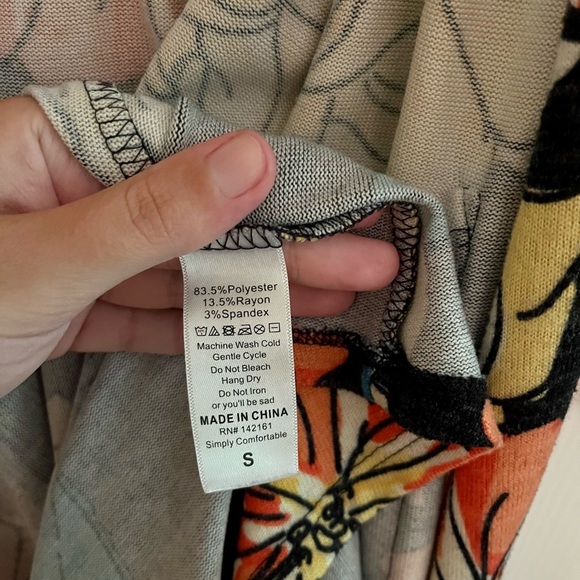 83.5%Polyester
13.5%Rayon
3%Spandex
Machine Wash Cold
Gentle Cycle
Do Not Bleach
Hang Dry
Do Not Iron
or you'll be sad
MADE IN CHINA
RN# 142161
Simply Comfortable
S